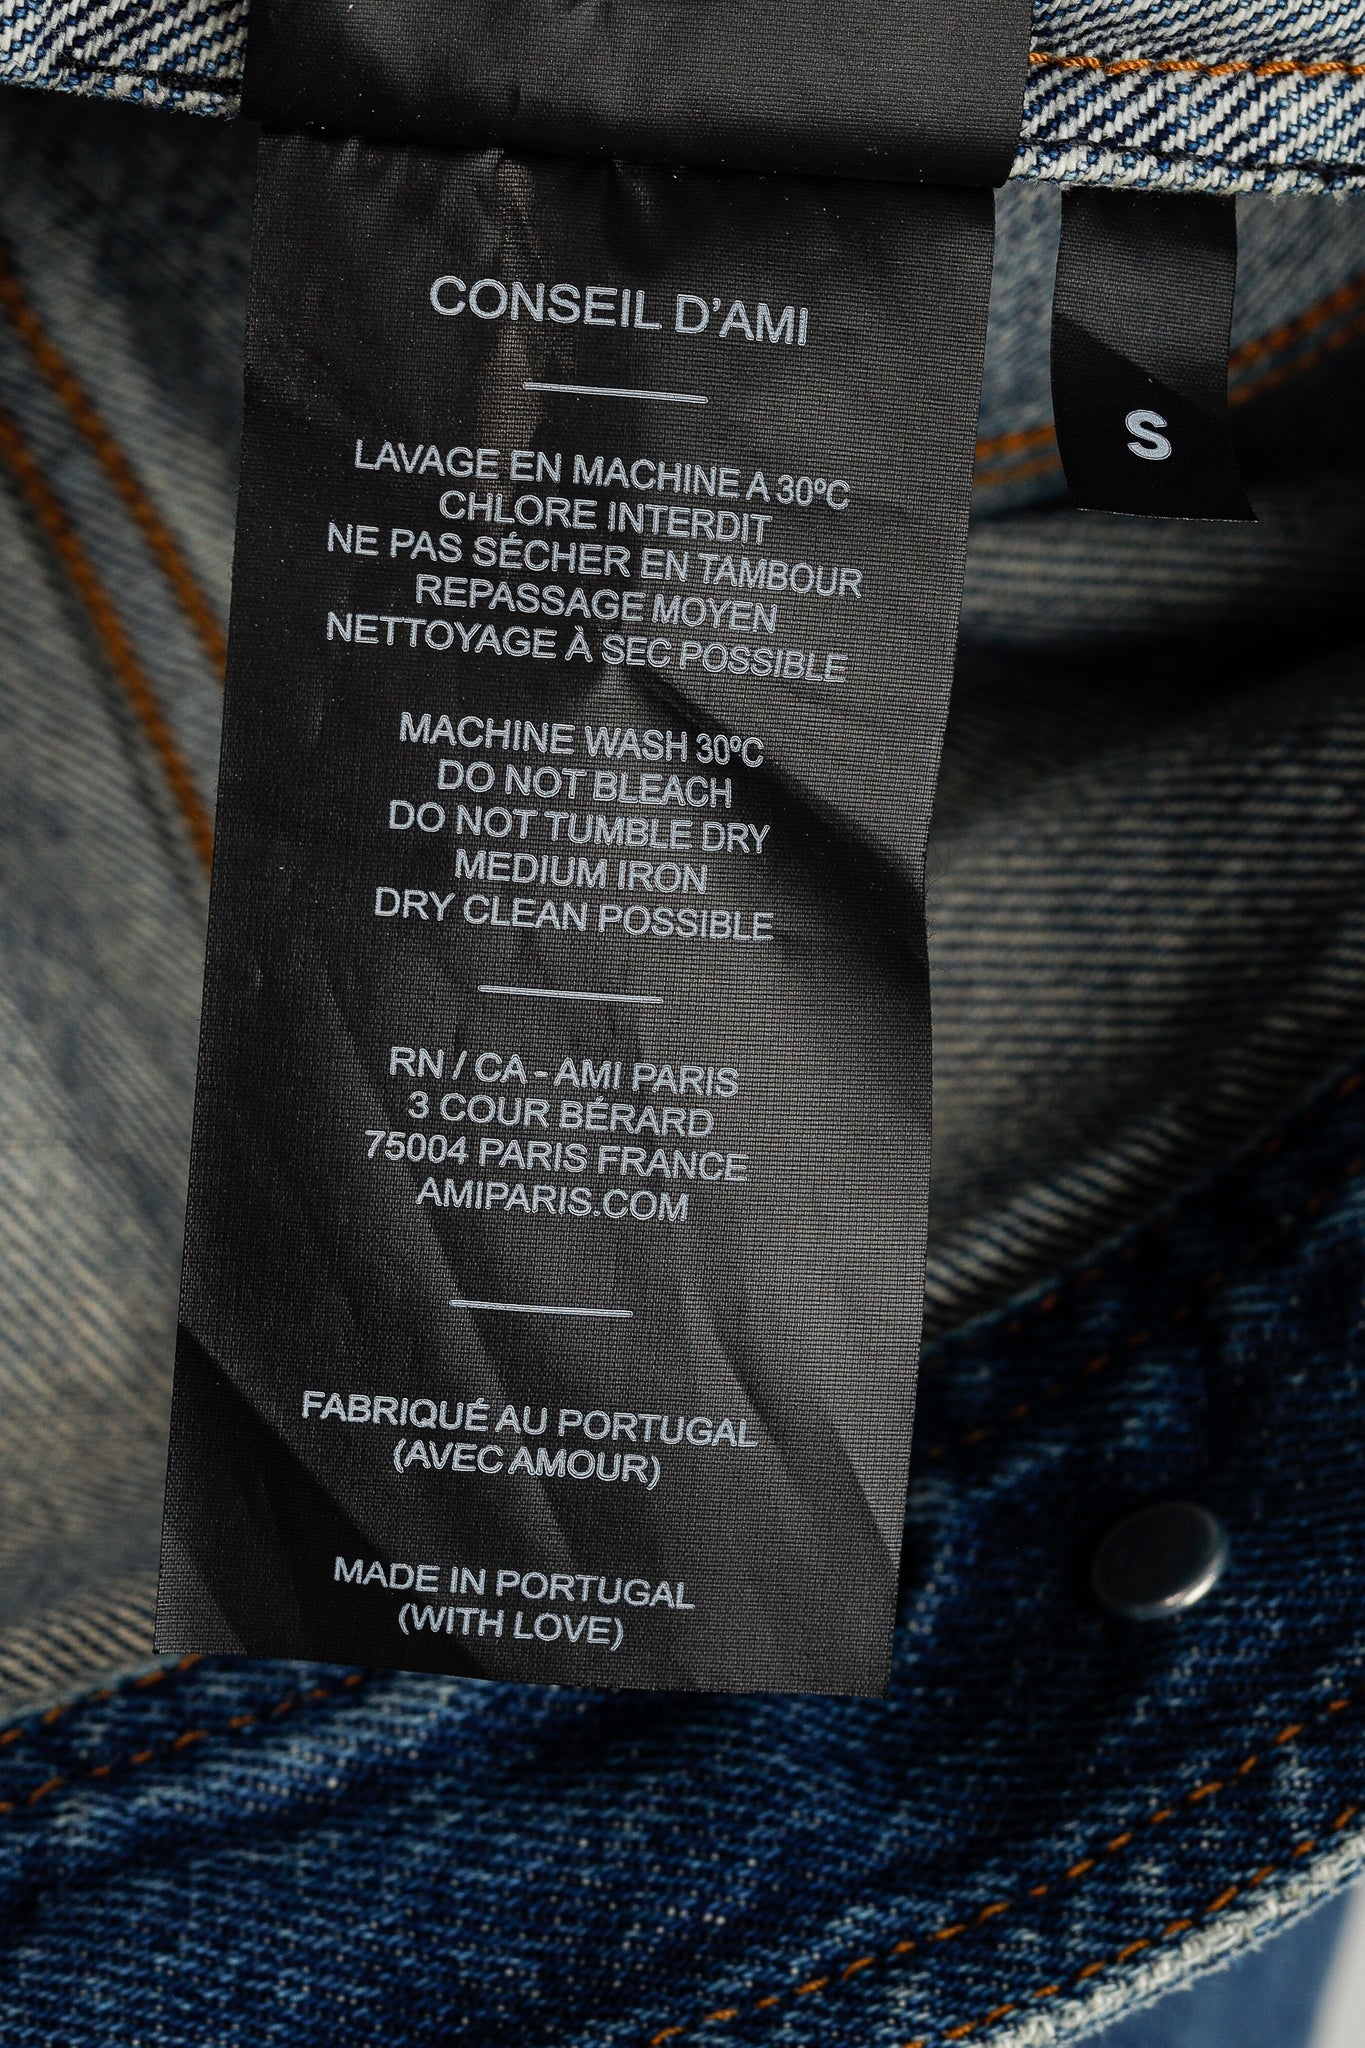 CONSEIL D'AMI
LAVAGE EN MACHINE A 30ºC
CHLORE INTERDIT
NE PAS SÉCHER EN TAMBOUR
REPASSAGE MOYEN
NETTOYAGE À SEC POSSIBLE
MACHINE WASH 30ºC
DO NOT BLEACH
DO NOT TUMBLE DRY
MEDIUM IRON
DRY CLEAN POSSIBLE
RN / CA - AMI PARIS
3 COUR BÉRARD
75004 PARIS FRANCE
AMIPARIS.COM
FABRIQUÉ AU PORTUGAL
(AVEC AMOUR)
MADE IN PORTUGAL
(WITH LOVE)
S